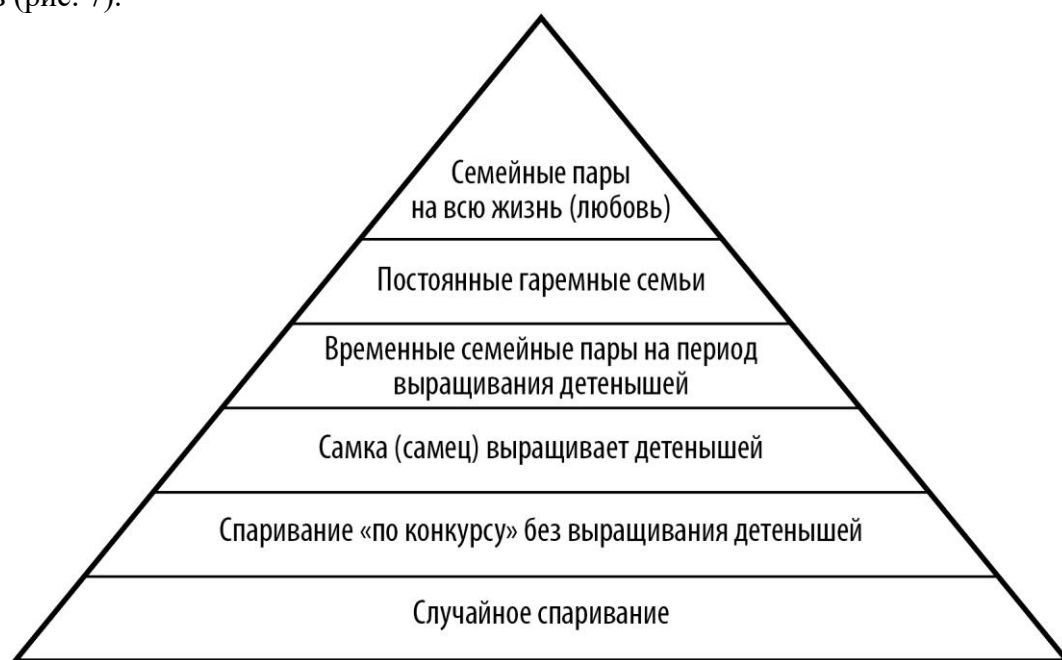 (рис. 7).
Семейные пары
на всю жизнь (любовь)
Постоянные гаремные семьи
Временные семейные пары на период
выращивания детенышей
Самка (самец) выращивает детенышей
Спаривание «по конкурсу» без выращивания детенышей
Случайное спаривание